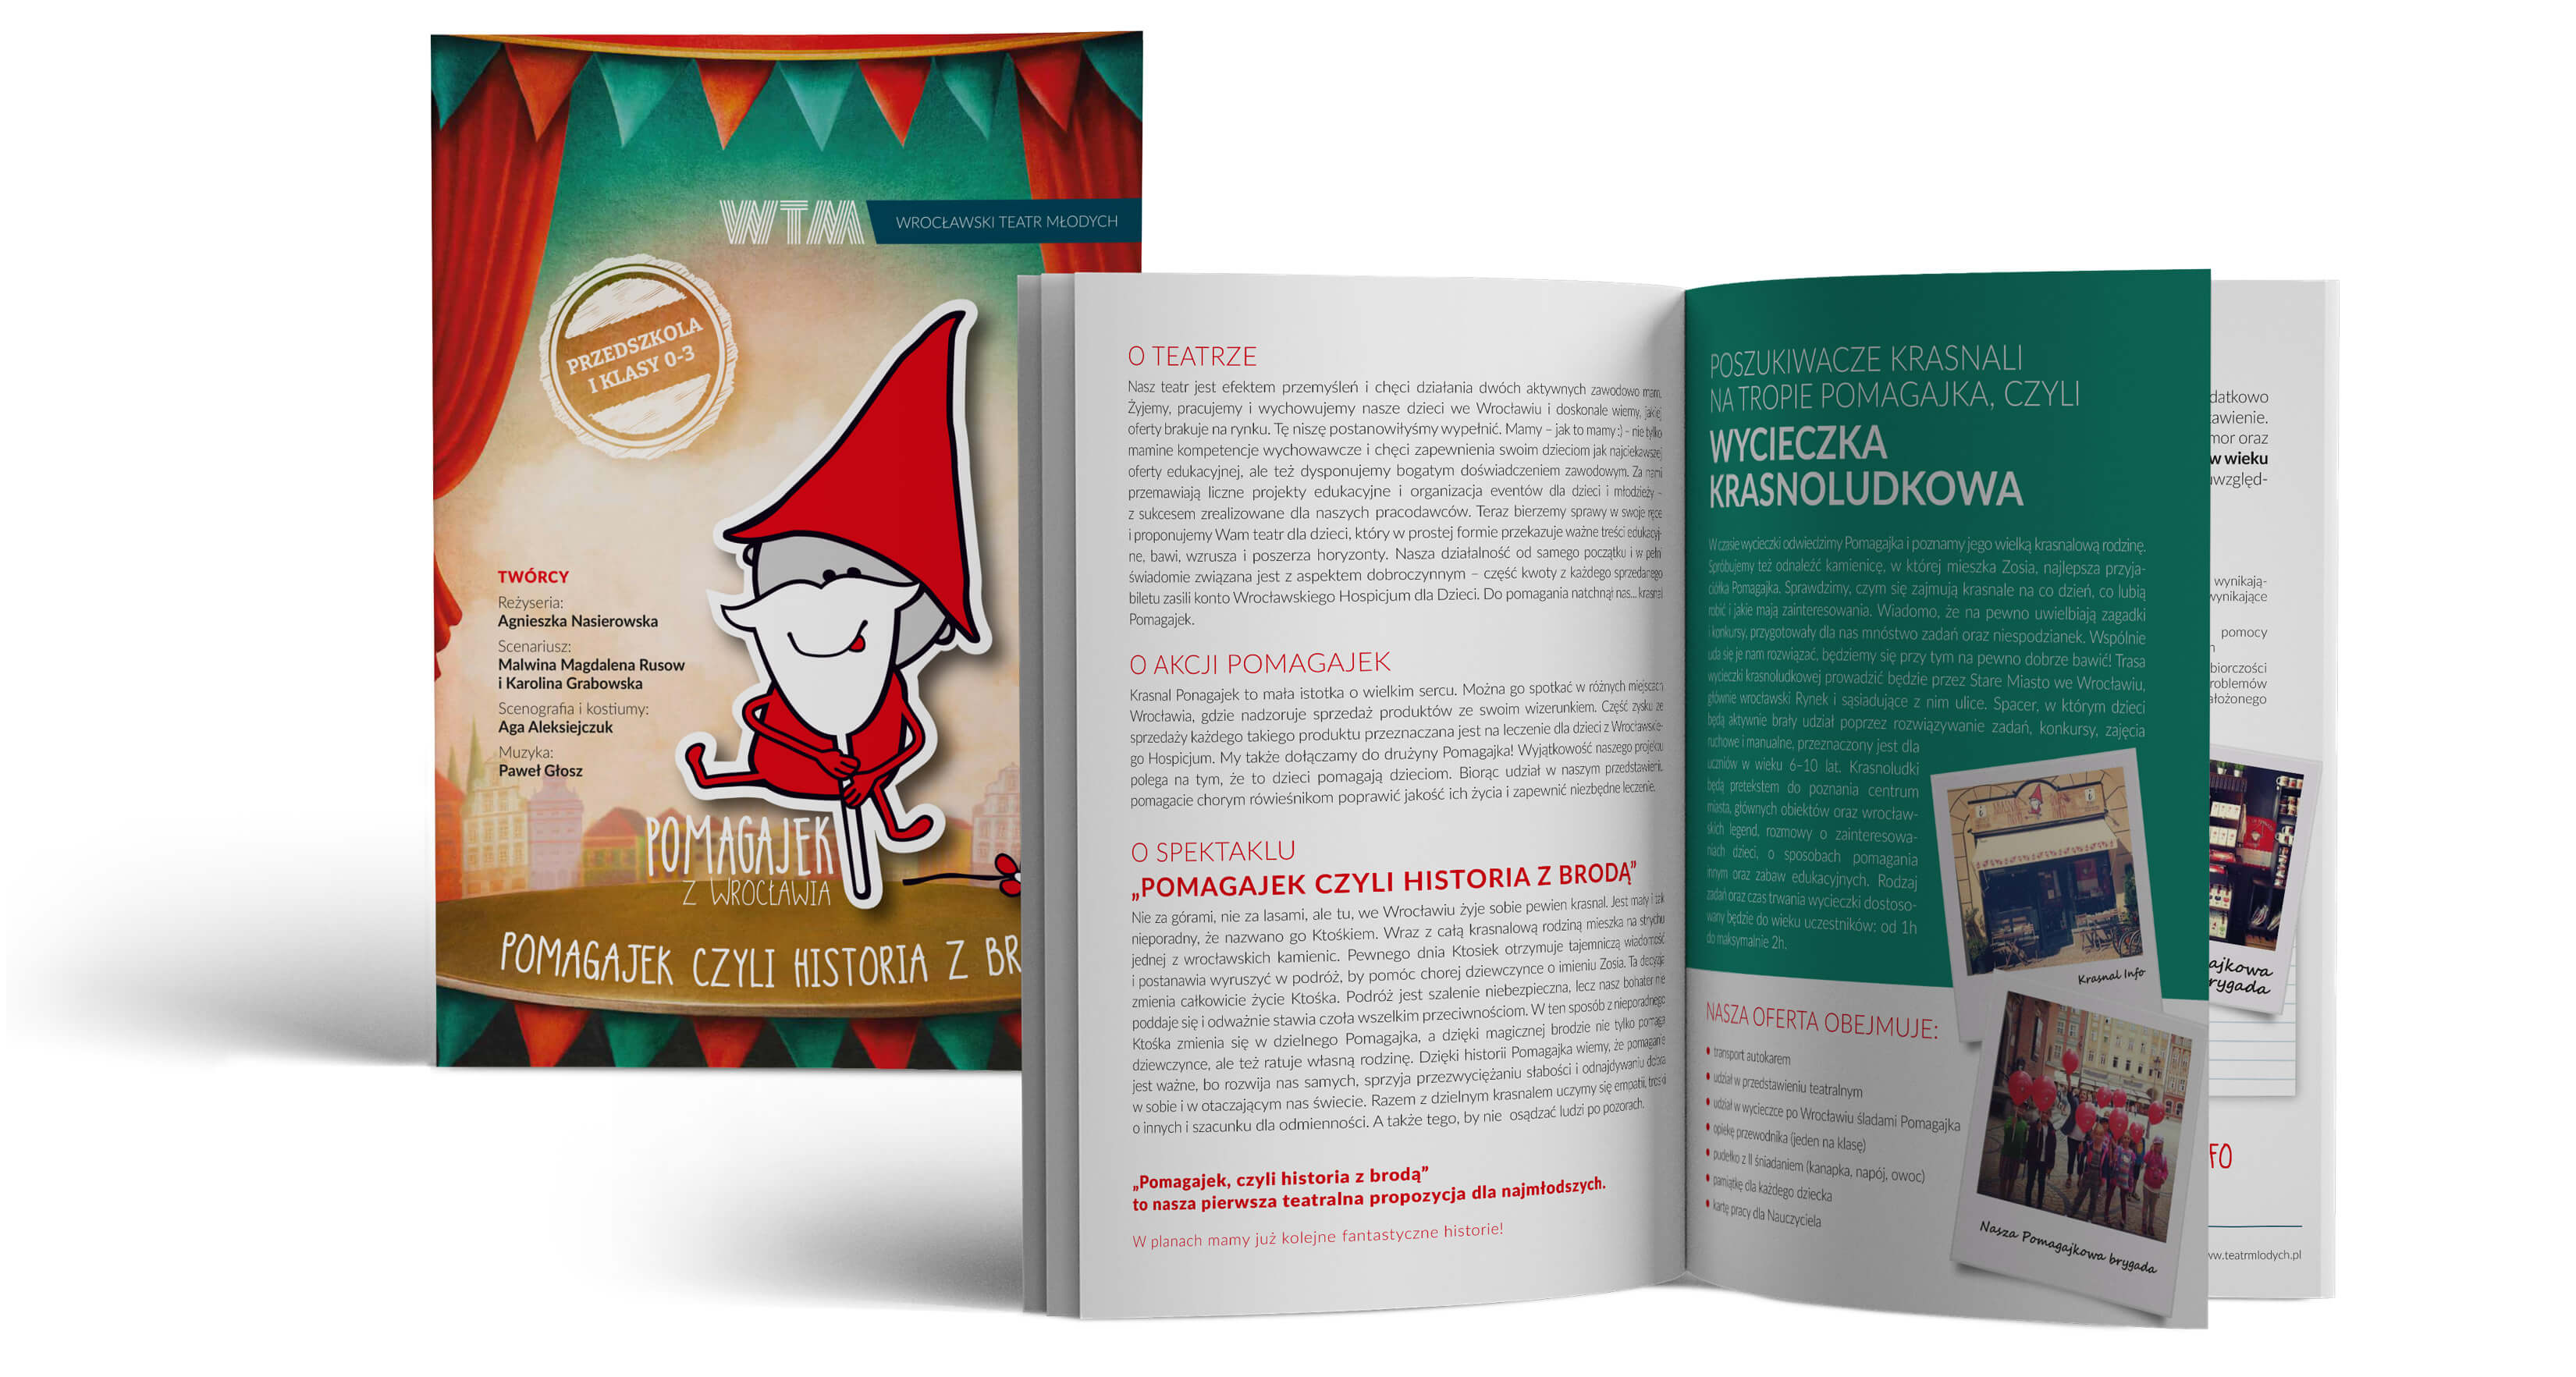 WTM
WROCŁAWSKI TEATR MŁODYCH
PRZEDSZKOLA
I KLASY 0-3
TWÓRCY
Reżyseria:
Agnieszka Nasierowska
Scenariusz:
Malwina Magdalena Rusow
i Karolina Grabowska
Scenografia i kostiumy:
Aga Aleksiejczuk
Muzyka:
Paweł Głosz
POMAGAJEK
Z WROCŁAWIA
POMAGAJEK CZYLI HISTORIA Z BR
O TEATRZE
Nasz teatr jest efektem przemyśleń i chęci działania dwóch aktywnych zawodowo mam.
Żyjemy, pracujemy i wychowujemy nasze dzieci we Wrocławiu i doskonale wiemy, jakiej
oferty brakuje na rynku. Tę niszę postanowiłyśmy wypełnić. Mamy – jak to mamy :) - nie tylko
mamine kompetencje wychowawcze i chęci zapewnienia swoim dzieciom jak najciekawszej
oferty edukacyjnej, ale też dysponujemy bogatym doświadczeniem zawodowym. Za nami
przemawiają liczne projekty edukacyjne i organizacja eventów dla dzieci i młodzieży –
z sukcesem zrealizowane dla naszych pracodawców. Teraz bierzemy sprawy w swoje ręce
i proponujemy Wam teatr dla dzieci, który w prostej formie przekazuje ważne treści edukacyj-
ne, bawi, wzrusza i poszerza horyzonty. Nasza działalność od samego początku i w pełni
świadomie związana jest z aspektem dobroczynnym – część kwoty z każdego sprzedanego
biletu zasili konto Wrocławskiego Hospicjum dla Dzieci. Do pomagania natchnął nas... krasnal
Pomagajek.
O AKCJI POMAGAJEK
Krasnal Ponagajek to mała istotka o wielkim sercu. Można go spotkać w różnych miejscach
Wrocławia, gdzie nadzoruje sprzedaż produktów ze swoim wizerunkiem. Część zysku ze
sprzedaży każdego takiego produktu przeznaczana jest na leczenie dla dzieci z Wrocławskie-
go Hospicjum. My także dołączamy do drużyny Pomagajka! Wyjątkowość naszego projektu
polega na tym, że to dzieci pomagają dzieciom. Biorąc udział w naszym przedstawieni,
pomagacie chorym rówieśnikom poprawić jakość ich życia i zapewnić niezbędne leczenie.
O SPEKTAKLU
„POMAGAJEK CZYLI HISTORIA Z BRODĄ”
Nie za górami, nie za lasami, ale tu, we Wrocławiu żyje sobie pewien krasnal. Jest mały i tak
nieporadny, że nazwano go Ktośkiem. Wraz z całą krasnalową rodziną mieszka na strychu
jednej z wrocławskich kamienic. Pewnego dnia Ktosiek otrzymuje tajemniczą wiadomość
i postanawia wyruszyć w podróż, by pomóc chorej dziewczynce o imieniu Zosia. Ta decyzja
zmienia całkowicie życie Ktośka. Podróż jest szalenie niebezpieczna, lecz nasz bohater nie
poddaje się i odważnie stawia czoła wszelkim przeciwnościom. W ten sposób z nieporadnego
Ktośka zmienia się w dzielnego Pomagajka, a dzięki magicznej brodzie nie tylko pomaga
dziewczynce, ale też ratuje własną rodzinę. Dzięki historii Pomagajka wiemy, że pomaganie
jest ważne, bo rozwija nas samych, sprzyja przezwyciężaniu słabości i odnajdywaniu dobra
w sobie i w otaczającym nas świecie. Razem z dzielnym krasnalem uczymy się empatii, troski
o innych i szacunku dla odmienności. A także tego, by nie osądzać ludzi po pozorach.
„Pomagajek, czyli historia z brodą”
to nasza pierwsza teatralna propozycja dla najmłodszych.
W planach mamy już kolejne fantastyczne historie!
POSZUKIWACZE KRASNALI
NA TROPIE POMAGAJKA, CZYLI
WYCIECZKA
KRASNOLUDKOWA
W czasie wycieczki odwiedzimy Pomagajka i poznamy jego wielką krasnalową rodzinę.
Spróbujemy też odnaleźć kamienicę, w której mieszka Zosia, najlepsza przyja-
ciółka Pomagajka. Sprawdzimy, czym się zajmują krasnale na co dzień, co lubią
robić i jakie mają zainteresowania. Wiadomo, że na pewno uwielbiają zagadki
i konkursy, przygotowały dla nas mnóstwo zadań oraz niespodzianek. Wspólnie
uda się je nam rozwiązać, będziemy się przy tym na pewno dobrze bawić! Trasa
wycieczki krasnoludkowej prowadzić będzie przez Stare Miasto we Wrocławiu,
głównie wrocławski Rynek i sąsiadujące z nim ulice. Spacer, w którym dzieci
będą aktywnie brały udział poprzez rozwiązywanie zadań, konkursy, zajęcia
ruchowe i manualne, przeznaczony jest dla
uczniów w wieku 6–10 lat. Krasnoludki
będą pretekstem do poznania centrum
miasta, głównych obiektów oraz wrocław-
skich legend, rozmowy o zainteresowa-
niach dzieci, o sposobach pomagania
innym oraz zabaw edukacyjnych. Rodzaj
zadań oraz czas trwania wycieczki dostoso-
wany będzie do wieku uczestników: od 1h
do maksymalnie 2h.
Krasnal Info
NASZA OFERTA OBEJMUJE:
• transport autokarem
• udział w przedstawieniu teatralnym
• udział w wycieczce po Wrocławiu śladami Pomagajka
• opiekę przewodnika (jeden na klasę)
• pudełko z II śniadaniem (kanapka, napój, owoc)
• pamiątkę dla każdego dziecka
• kartę pracy dla Nauczyciela
Nasza Pomagajkowa brygada
datkowo
awienie.
mor oraz
w wieku
względ-
wynikają-
wynikające
pomocy
biorczości
roblemów
ałożonego
ajkowa
rygada
FO
ww.teatrmlodych.pl